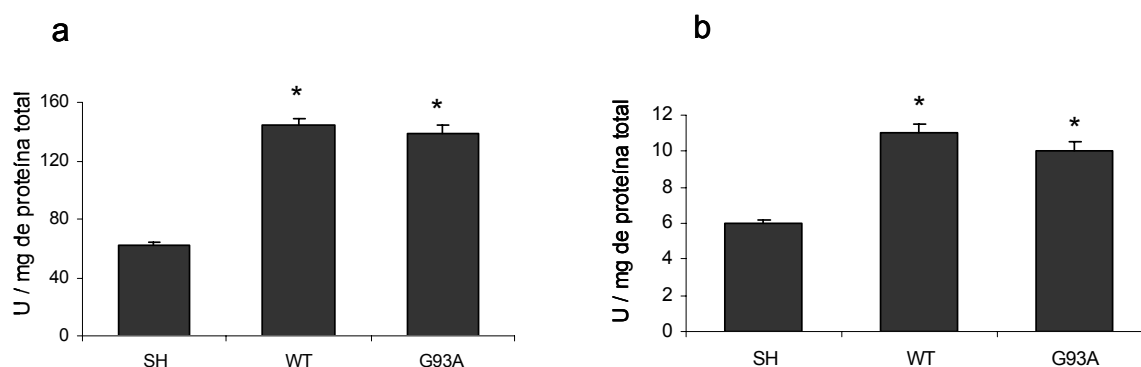 a
U / mg de proteína total
160
120
80
40
0
*
*
SH
WT
G93A
b
U / mg de proteína total
12
10
8
6
4
2
0
*
*
SH
WT
G93A